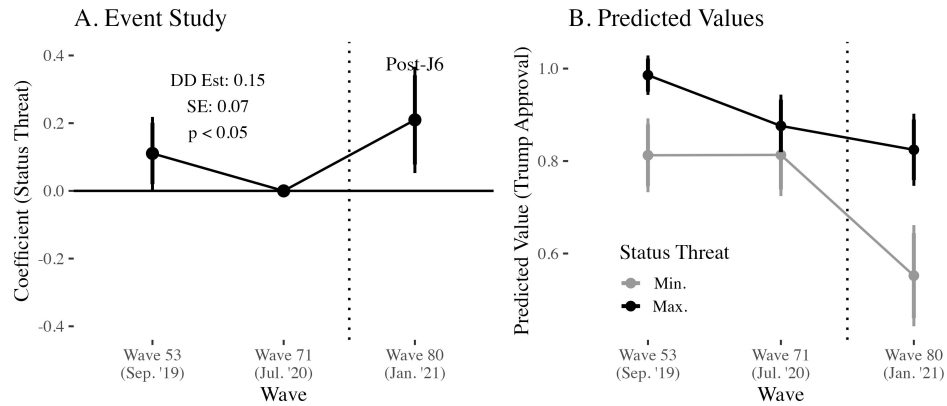 A. Event Study
Coefficient (Status Threat)
0.4
0.2
0.0
-0.2
-0.4
DD Est: 0.15
SE: 0.07
p < 0.05
Post-J6
Wave 53
(Sep. '19)
Wave 71
(Jul. '20)
Wave 80
(Jan. '21)
Wave
B. Predicted Values
Predicted Value (Trump Approval)
1.0
0.8
0.6
Status Threat
Min.
Max.
Wave 53
(Sep. '19)
Wave 71
(Jul. '20)
Wave 80
(Jan. '21)
Wave